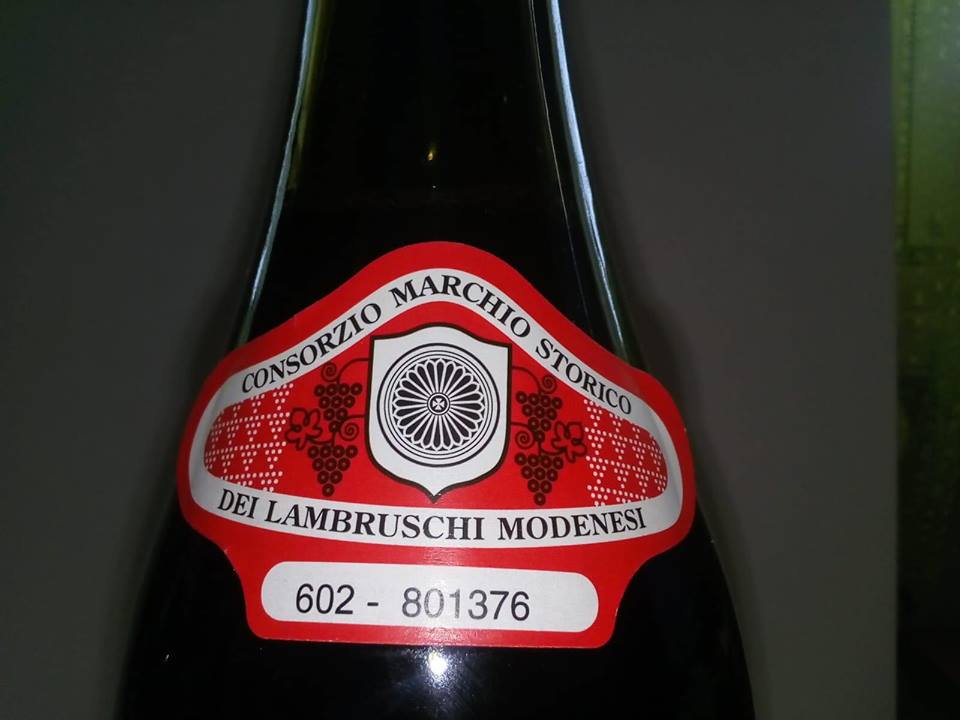 CONSORZIO MARCHIO STORICO
DEI LAMBRUSCHI MODENESI
602 - 801376